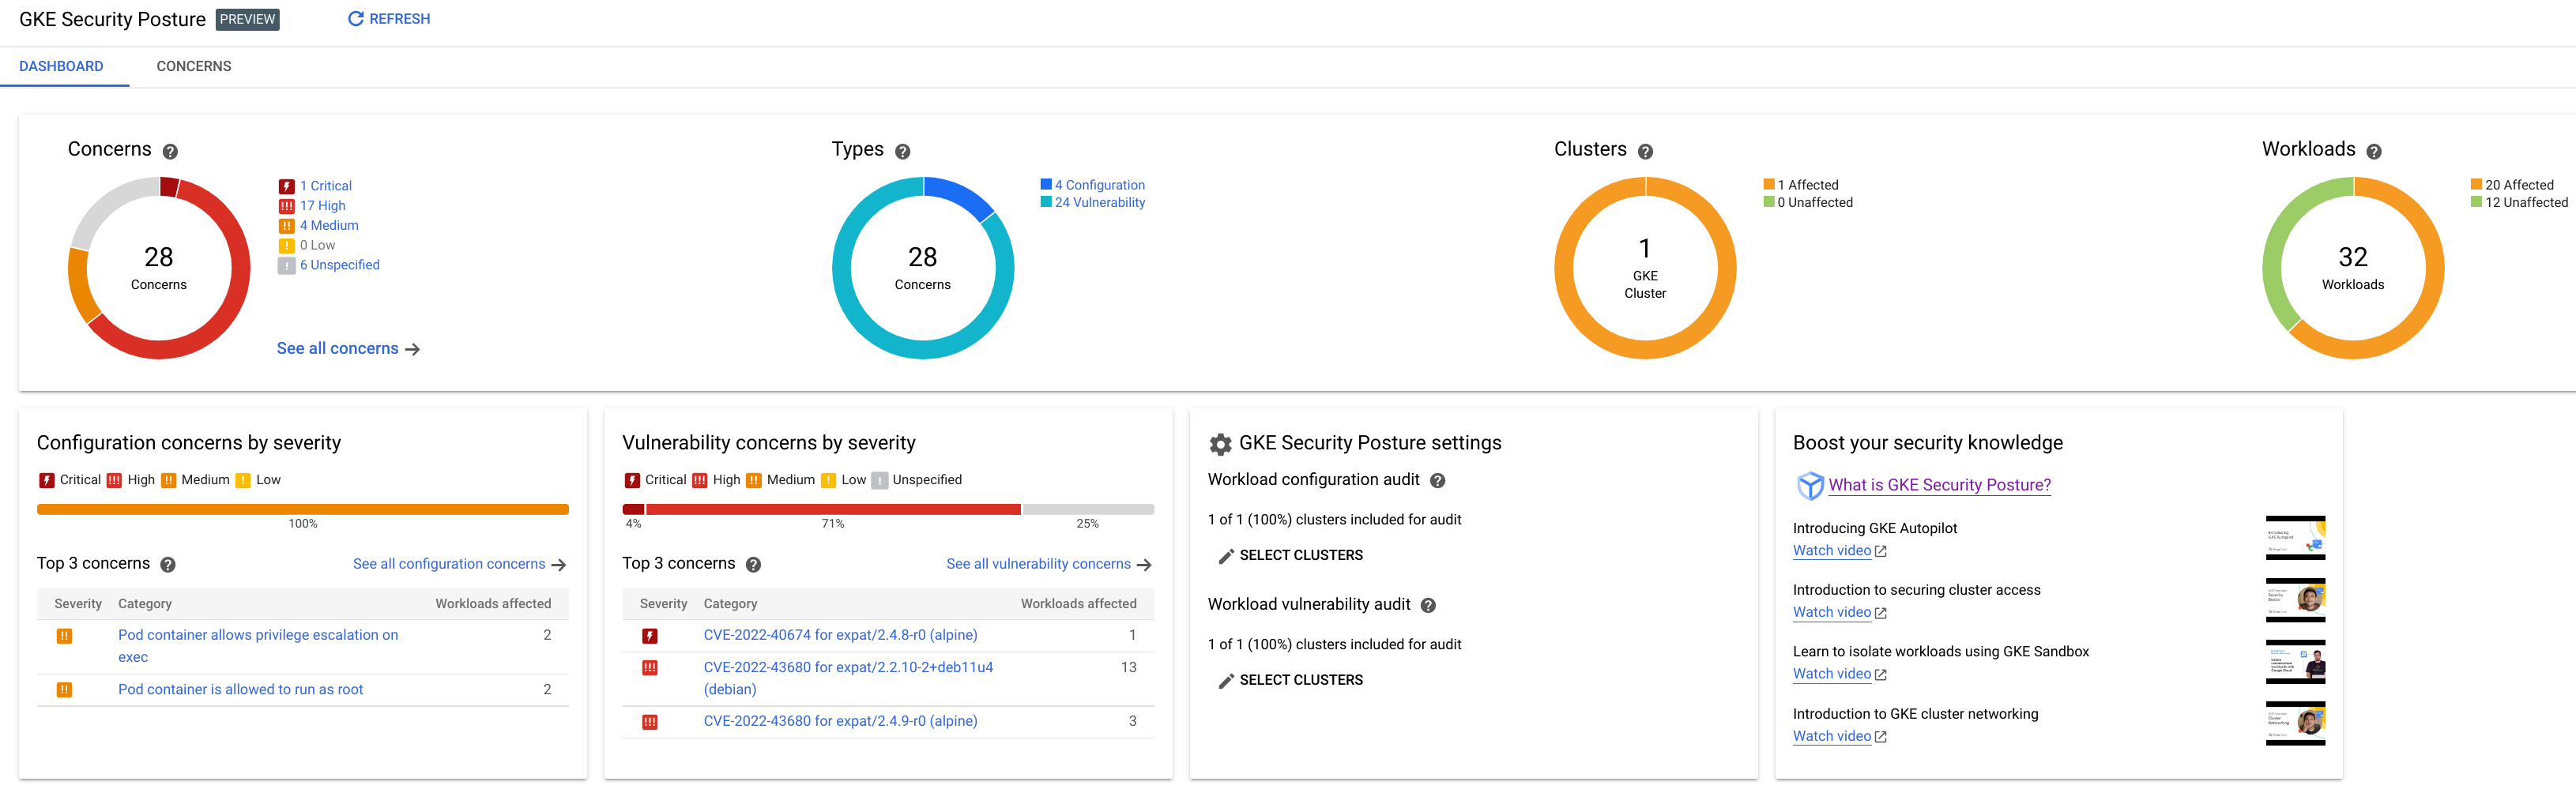 GKE Security Posture PREVIEW REFRESH
DASHBOARD CONCERNS
Concerns
28
Concerns
1 Critical
17 High
4 Medium
0 Low
6 Unspecified
See all concerns
Types
28
Concerns
4 Configuration
24 Vulnerability
Clusters
1
GKE
Cluster
1 Affected
0 Unaffected
Workloads
32
Workloads
20 Affected
12 Unaffected
Configuration concerns by severity
Critical High Medium Low
100%
Top 3 concerns See all configuration concerns
Severity Category Workloads affected
Pod container allows privilege escalation on 2
exec
Pod container is allowed to run as root 2
Vulnerability concerns by severity
Critical High Medium Low Unspecified
4% 71% 25%
Top 3 concerns See all vulnerability concerns
Severity Category Workloads affected
CVE-2022-40674 for expat/2.4.8-r0 (alpine) 1
CVE-2022-43680 for expat/2.2.10-2+deb11u4 13
(debian)
CVE-2022-43680 for expat/2.4.9-r0 (alpine) 3
GKE Security Posture settings
Workload configuration audit
1 of 1 (100%) clusters included for audit
SELECT CLUSTERS
Workload vulnerability audit
1 of 1 (100%) clusters included for audit
SELECT CLUSTERS
Boost your security knowledge
What is GKE Security Posture?
Introducing GKE Autopilot
Watch video
Introduction to securing cluster access
Watch video
Learn to isolate workloads using GKE Sandbox
Watch video
Introduction to GKE cluster networking
Watch video